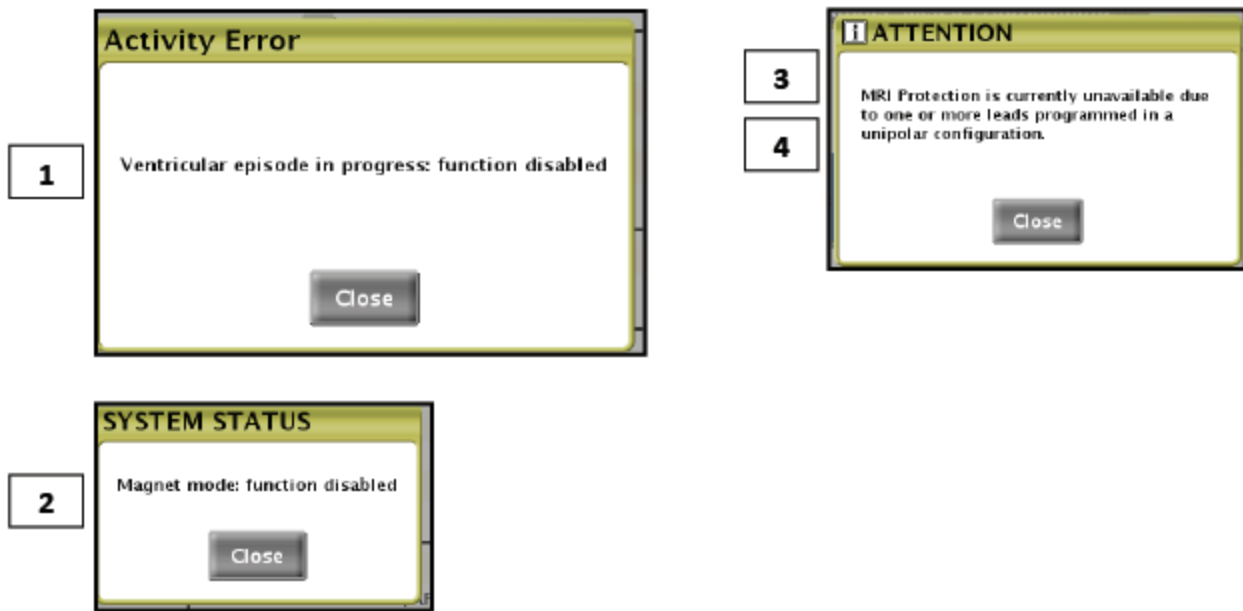 Activity Error
1
Ventricular episode in progress: function disabled
Close
SYSTEM STATUS
2
Magnet mode: function disabled
Close
i ATTENTION
3
4
MRI Protection is currently unavailable due
to one or more leads programmed in a
unipolar configuration.
Close